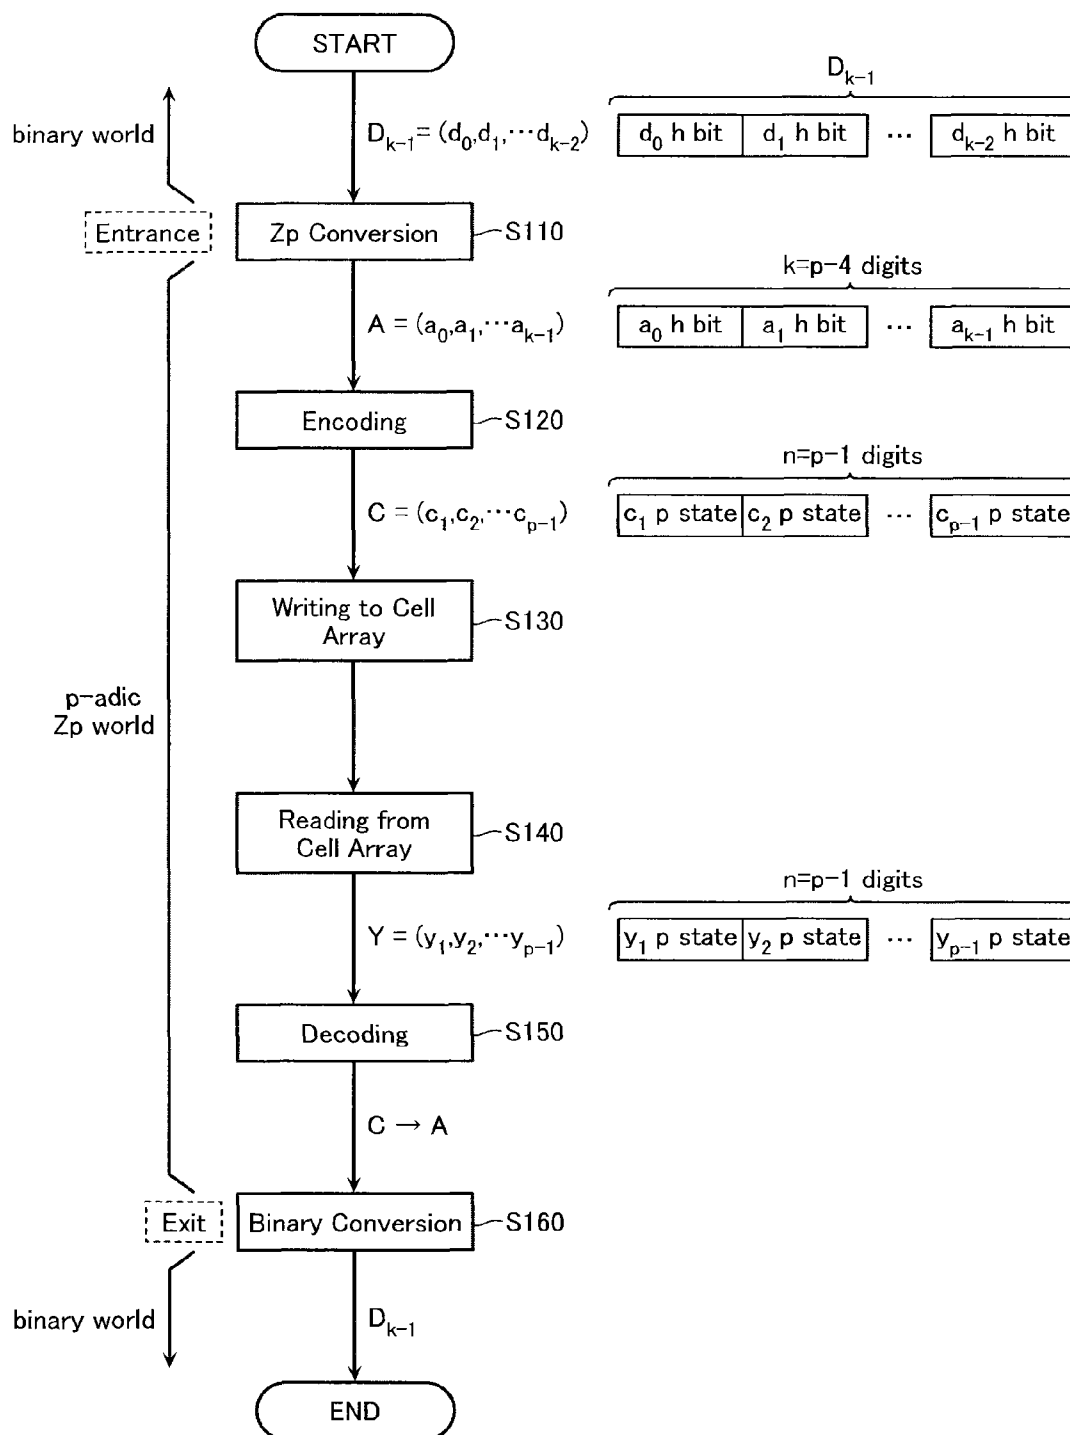 START
D_{k-1}
binary world
D_{k-1}= (d_0,d_1,⋯d_{k-2})
d_0 h bit d_1 h bit ⋯ d_{k-2} h bit
Entrance
Zp Conversion
S110
k=p-4 digits
A = (a_0,a_1,⋯a_{k-1})
a_0 h bit a_1 h bit ⋯ a_{k-1} h bit
Encoding
S120
n=p-1 digits
C = (c_1,c_2,⋯c_{p-1})
c_1 p state c_2 p state ⋯ c_{p-1} p state
Writing to Cell
Array
S130
p-adic
Zp world
Reading from
Cell Array
S140
n=p-1 digits
Y = (y_1,y_2,⋯y_{p-1})
y_1 p state y_2 p state ⋯ y_{p-1} p state
Decoding
S150
C → A
Exit
Binary Conversion
S160
binary world
D_{k-1}
END